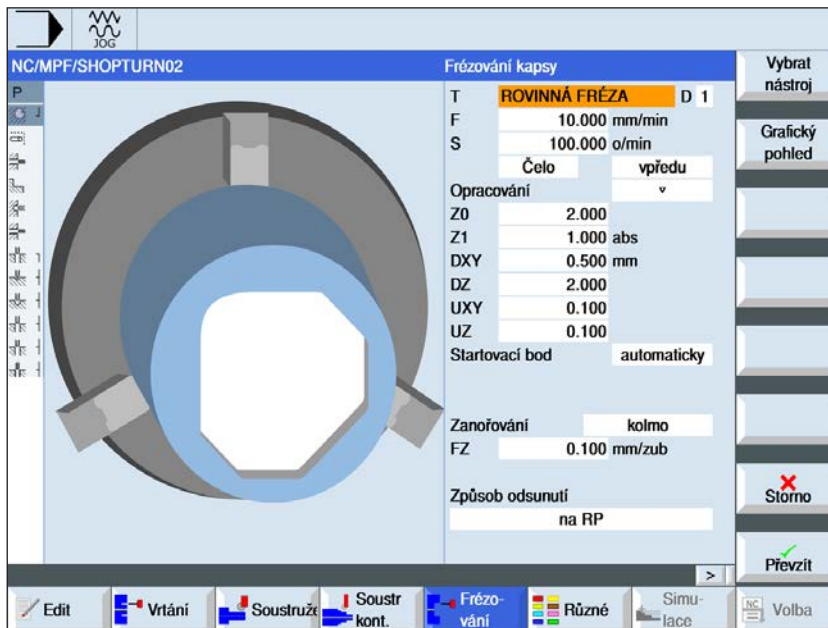 JOG
NC/MPF/SHOPTURN02
Frézování kapsy
P
T ROVINNÁ FRÉZA D 1
F 10.000 mm/min
S 100.000 o/min
Čelo vpředu
Opracování ▿
Z0 2.000
Z1 1.000 abs
DXY 0.500 mm
DZ 2.000
UXY 0.100
UZ 0.100
Startovací bod automaticky
Zanořování kolmo
FZ 0.100 mm/zub
Způsob odsunutí
na RP
Vybrat
nástroj
Grafický
pohled
Storno
Převzít
>
Edit
Vrtání
Soustruže
Soustr
kont.
Frézo-
vání
Různé
Simu-
lace
NC
Volba